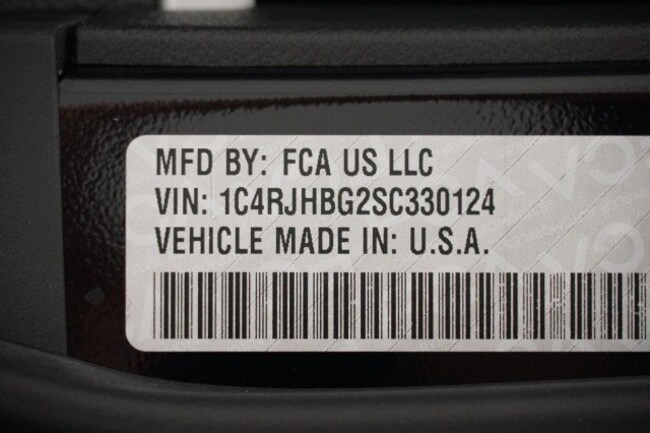 MFD BY: FCA US LLC
VIN: 1C4RJHBG2SC330124
VEHICLE MADE IN: U.S.A.